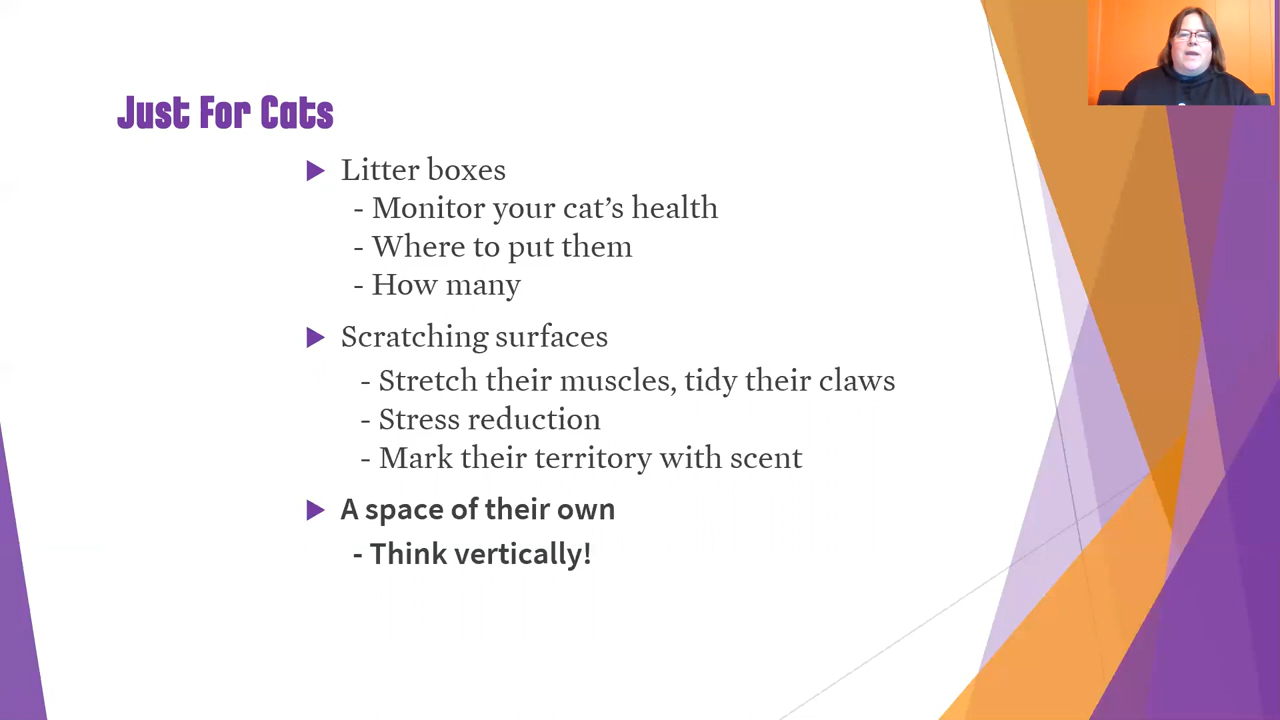 Just For Cats
Litter boxes
- Monitor your cat’s health
- Where to put them
- How many
Scratching surfaces
- Stretch their muscles, tidy their claws
- Stress reduction
- Mark their territory with scent
A space of their own
- Think vertically!